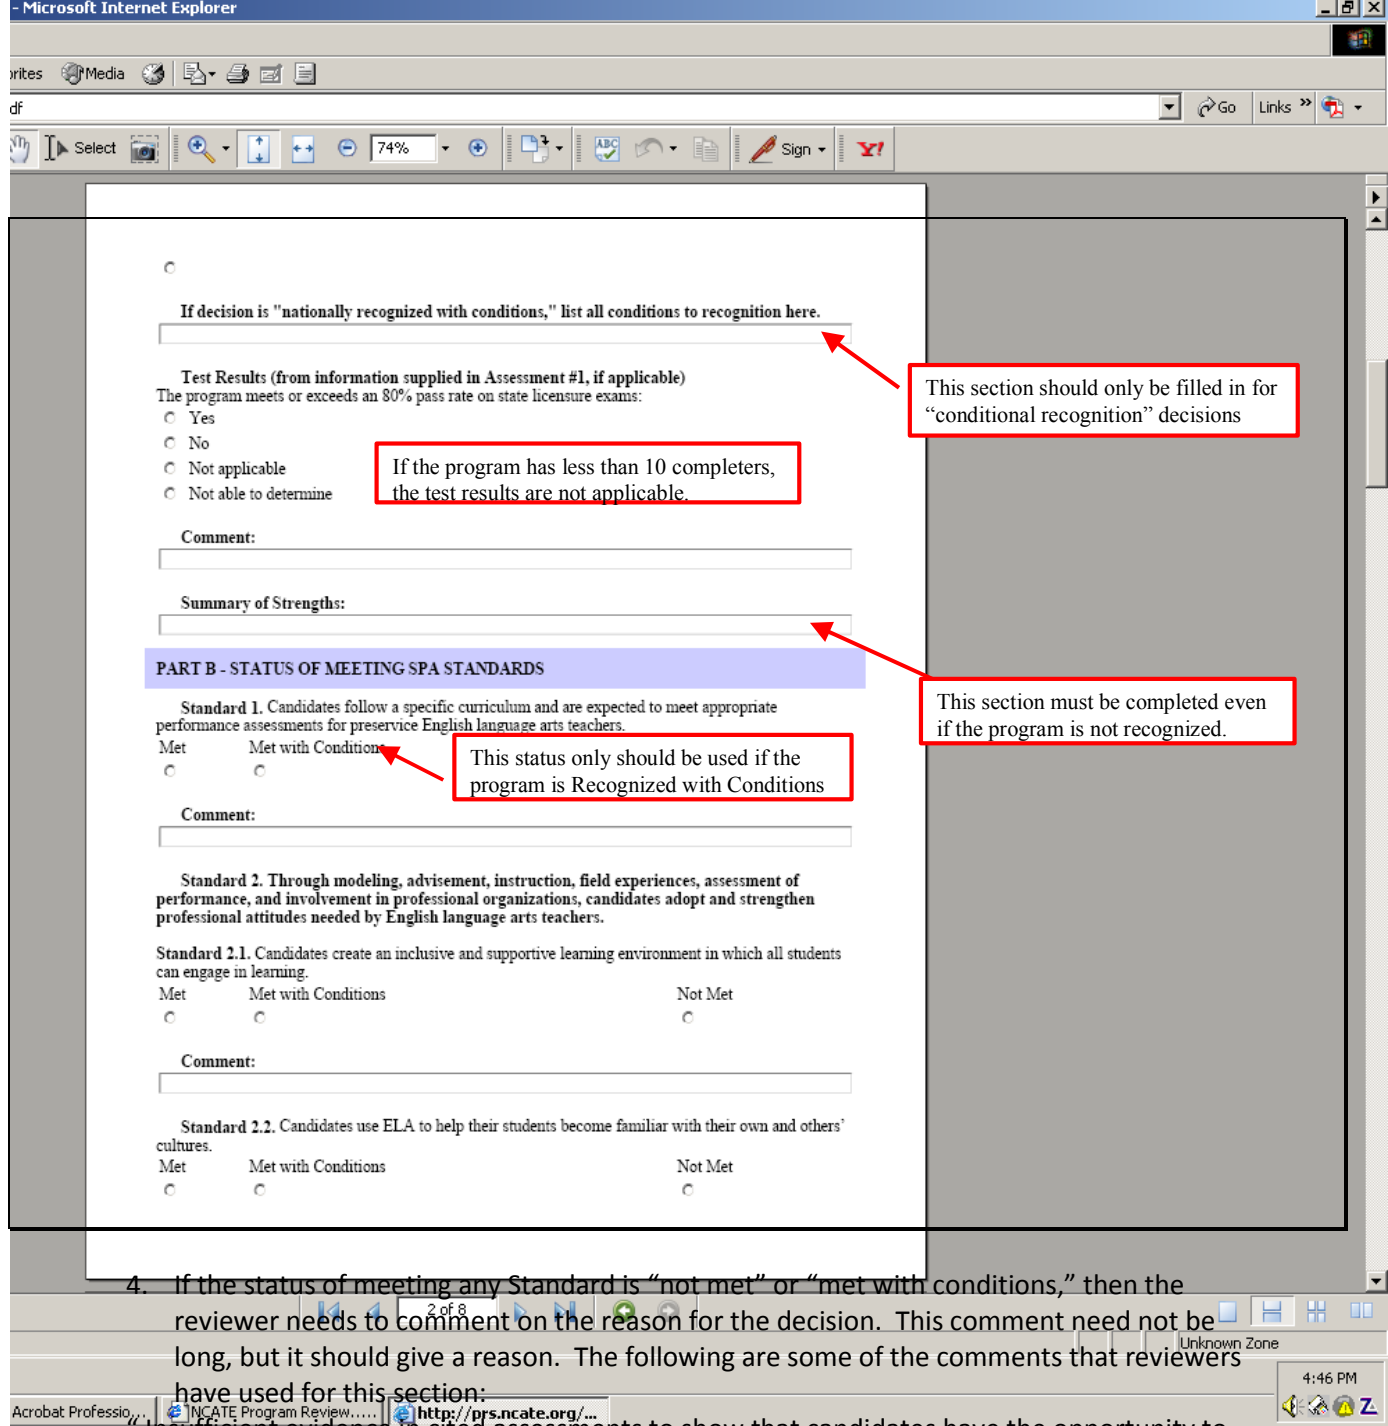 - Microsoft Internet Explorer
Media
df
Go Links »
Select 74% Sign
If decision is "nationally recognized with conditions," list all conditions to recognition here.
Test Results (from information supplied in Assessment #1, if applicable)
The program meets or exceeds an 80% pass rate on state licensure exams:
Yes
No
Not applicable
Not able to determine
This section should only be filled in for
“conditional recognition” decisions
If the program has less than 10 completers,
the test results are not applicable.
Comment:
Summary of Strengths:
PART B - STATUS OF MEETING SPA STANDARDS
This section must be completed even
if the program is not recognized.
Standard 1. Candidates follow a specific curriculum and are expected to meet appropriate
performance assessments for preservice English language arts teachers.
Met Met with Conditions
This status only should be used if the
program is Recognized with Conditions
Comment:
Standard 2. Through modeling, advisement, instruction, field experiences, assessment of
performance, and involvement in professional organizations, candidates adopt and strengthen
professional attitudes needed by English language arts teachers.
Standard 2.1. Candidates create an inclusive and supportive learning environment in which all students
can engage in learning.
Met Met with Conditions Not Met
Comment:
Standard 2.2. Candidates use ELA to help their students become familiar with their own and others'
cultures.
Met Met with Conditions Not Met
4. If the status of meeting any Standard is “not met” or “met with conditions,” then the
2 of 8
reviewer needs to comment on the reason for the decision. This comment need not be
Unknown Zone
long, but it should give a reason. The following are some of the comments that reviewers
4:46 PM
have used for this section:
Acrobat Professio... NCATE Program Review..... http://prs.ncate.org/...
“Insufficient evidence in cited assessments to show that candidates have the opportunity to